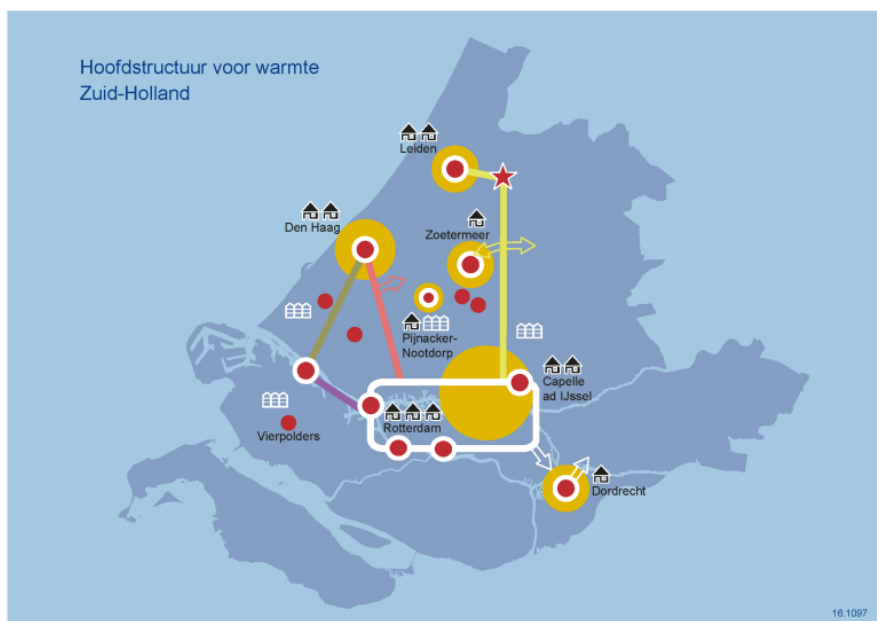 Hoofdstructuur voor warmte
Zuid-Holland
Leiden
Den Haag
Zoetermeer
Pijnacker-
Nootdorp
Capelle
ad IJssel
Rotterdam
Vierpolders
Dordrecht
16.1097